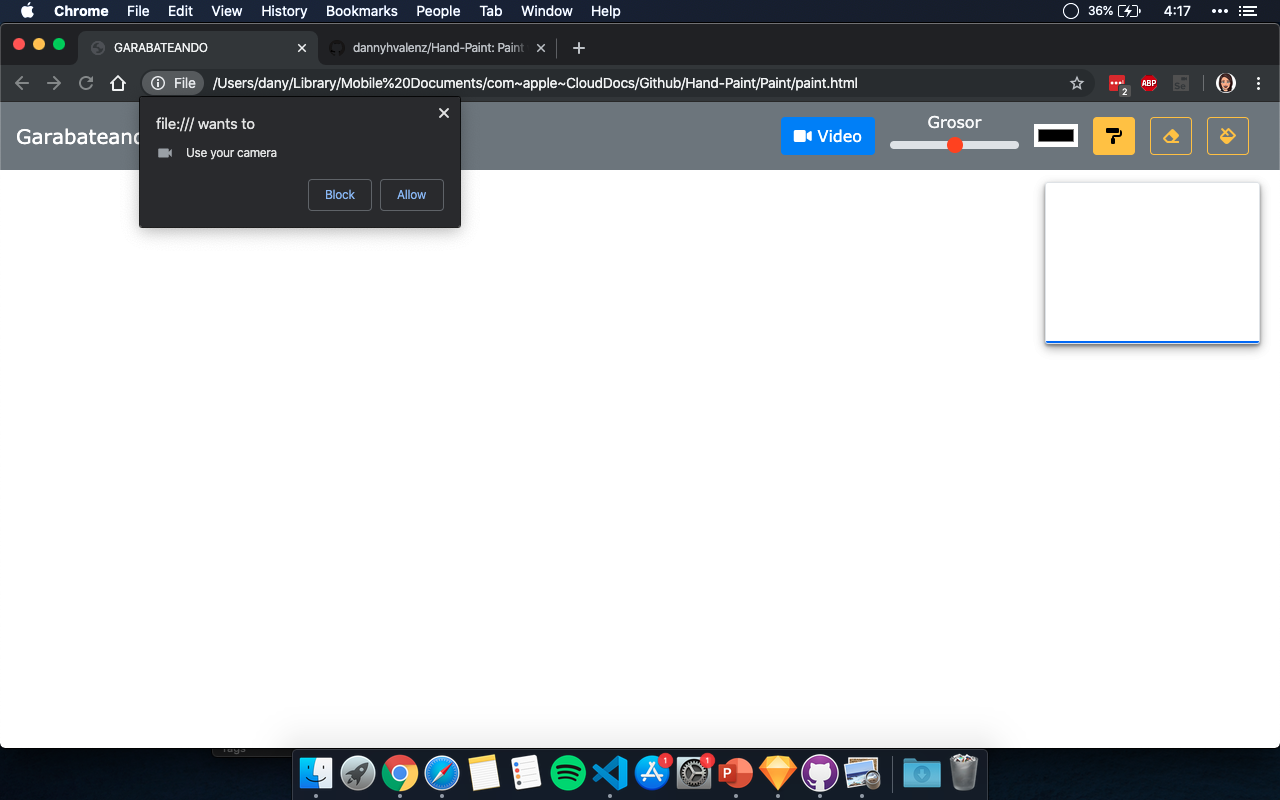 Chrome File Edit View History Bookmarks People Tab Window Help 36% 4:17
GARABATEANDO dannyhvalenz/Hand-Paint: Paint
File /Users/dany/Library/Mobile%20Documents/com~apple~CloudDocs/Github/Hand-Paint/Paint/paint.html 2 ABP
file:/// wants to
Use your camera
Block Allow
Garabateand Video Grosor
Tags
1 1 P